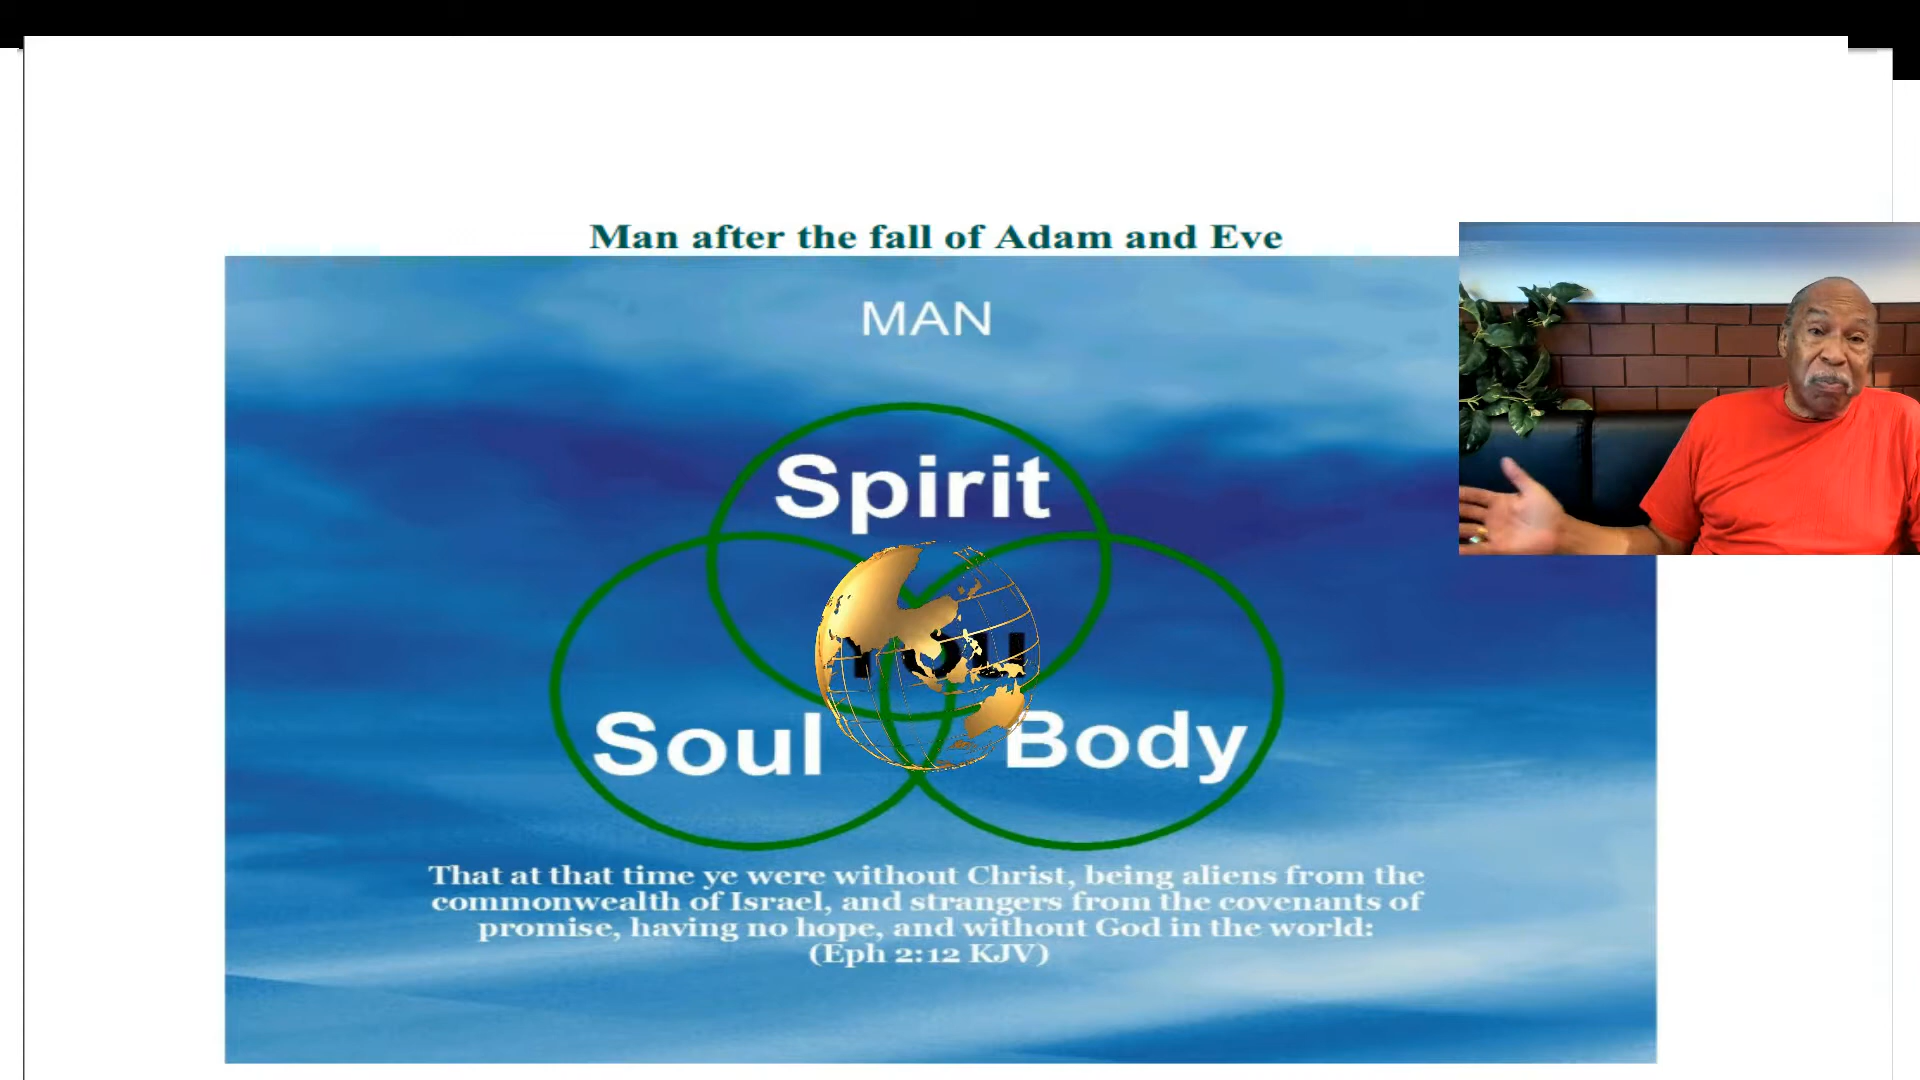 Man after the fall of Adam and Eve
MAN
Spirit
YOU
Soul
Body
That at that time ye were without Christ, being aliens from the
commonwealth of Israel, and strangers from the covenants of
promise, having no hope, and without God in the world:
(Eph 2:12 KJV)